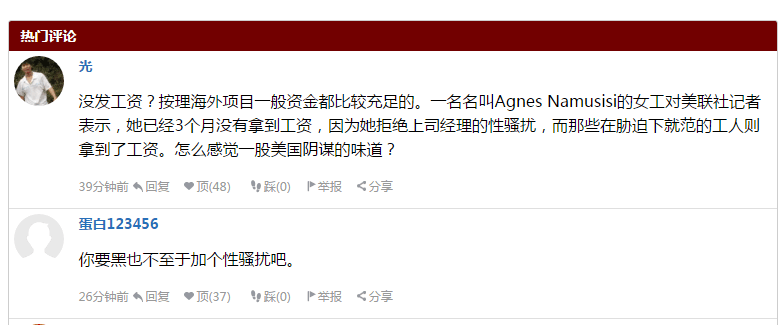 热门评论
光
没发工资？按理海外项目一般资金都比较充足的。一名名叫Agnes Namusisi的女工对美联社记者
表示，她已经3个月没有拿到工资，因为她拒绝上司经理的性骚扰，而那些在胁迫下就范的工人则
拿到了工资。怎么感觉一股美国阴谋的味道？
39分钟前 回复 顶(48) 踩(0) 举报 分享
蛋白123456
你要黑也不至于加个性骚扰吧。
26分钟前 回复 顶(37) 踩(0) 举报 分享